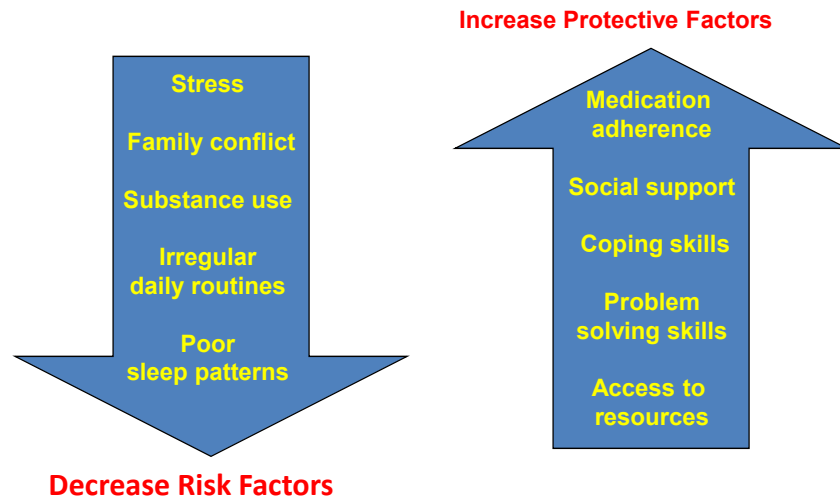 Increase Protective Factors
Stress
Family conflict
Substance use
Irregular
daily routines
Poor
sleep patterns
Decrease Risk Factors
Medication
adherence
Social support
Coping skills
Problem
solving skills
Access to
resources